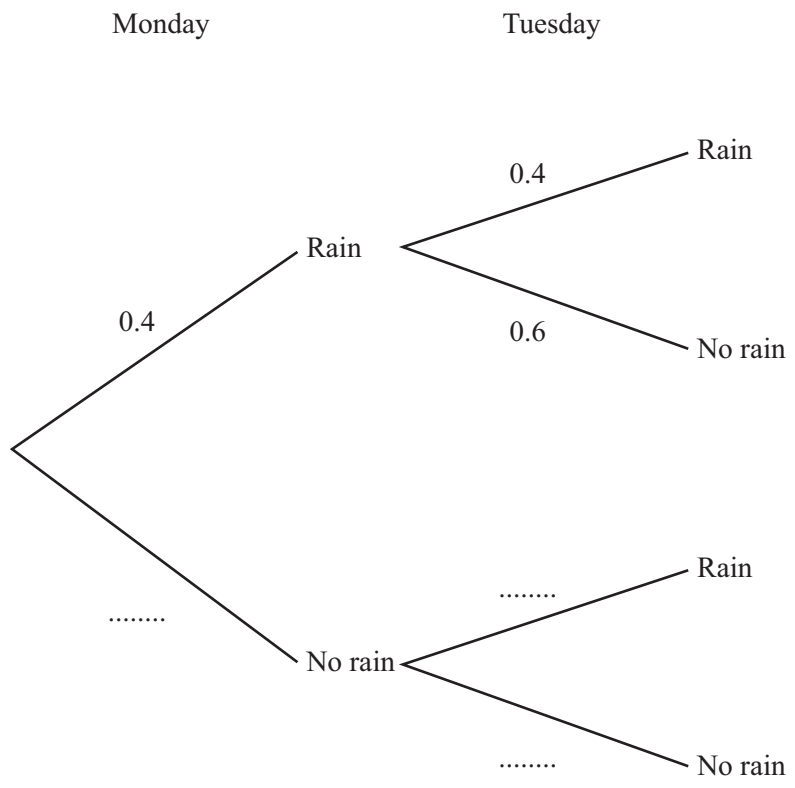 Monday Tuesday
Rain
0.4
Rain
0.4
0.6
No rain
Rain
........
........
No rain
........
No rain